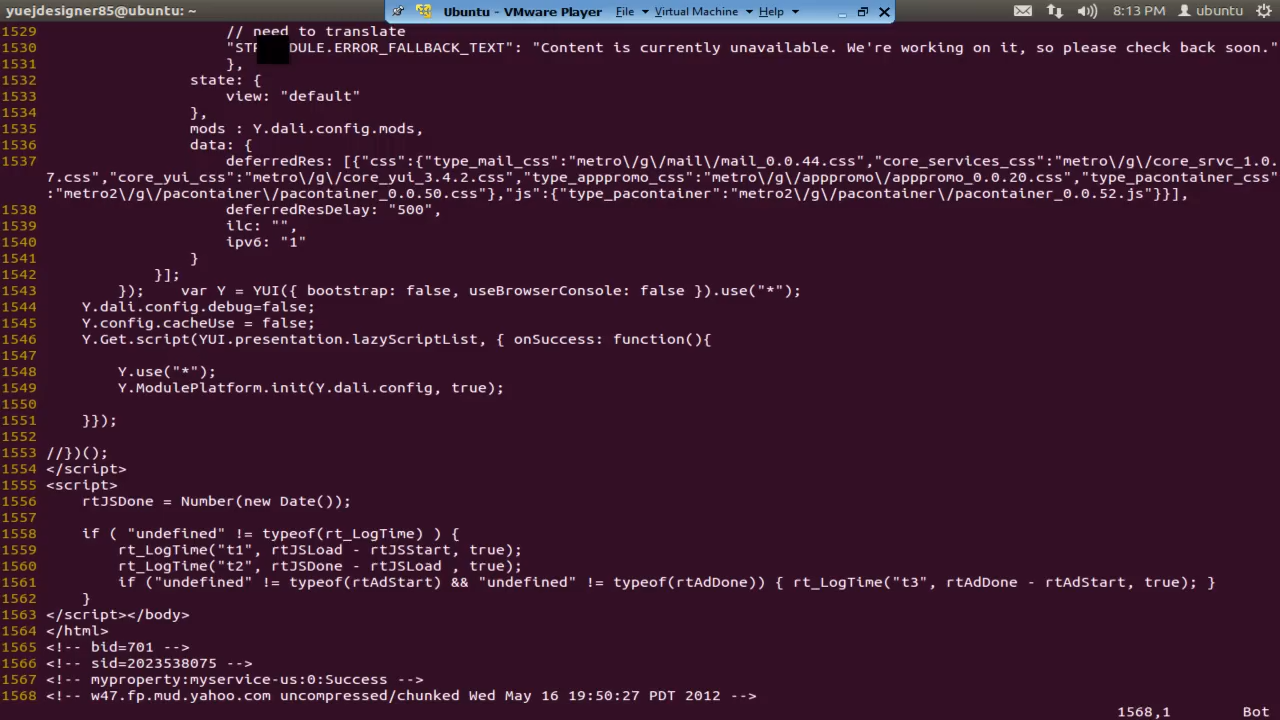 yuejdesigner85@ubuntu: ~
Ubuntu - VMware Player File Virtual Machine Help
8:13 PM ubuntu
1529 // need to translate
1530 "STR DULE.ERROR_FALLBACK_TEXT": "Content is currently unavailable. We're working on it, so please check back soon."
1531 },
1532 state: {
1533 view: "default"
1534 },
1535 mods : Y.dali.config.mods,
1536 data: {
1537 deferredRes: [{"css":{"type_mail_css":"metro\/g\/mail\/mail_0.0.44.css","core_services_css":"metro\/g\/core_srvc_1.0.
7.css","core_yui_css":"metro\/g\/core_yui_3.4.2.css","type_apppromo_css":"metro\/g\/apppromo\/apppromo_0.0.20.css","type_pacontainer_css"
:"metro2\/g\/pacontainer\/pacontainer_0.0.50.css"},"js":{"type_pacontainer":"metro2\/g\/pacontainer\/pacontainer_0.0.52.js"}}],
1538 deferredResDelay: "500",
1539 ilc: "",
1540 ipv6: "1"
1541 }
1542 }];
1543 }); var Y = YUI({ bootstrap: false, useBrowserConsole: false }).use("*");
1544 Y.dali.config.debug=false;
1545 Y.config.cacheUse = false;
1546 Y.Get.script(YUI.presentation.lazyScriptList, { onSuccess: function(){
1547
1548 Y.use("*");
1549 Y.ModulePlatform.init(Y.dali.config, true);
1550
1551 }});
1552
1553 //})();
1554 </script>
1555 <script>
1556 rtJSDone = Number(new Date());
1557
1558 if ( "undefined" != typeof(rt_LogTime) ) {
1559 rt_LogTime("t1", rtJSLoad - rtJSStart, true);
1560 rt_LogTime("t2", rtJSDone - rtJSLoad , true);
1561 if ("undefined" != typeof(rtAdStart) && "undefined" != typeof(rtAdDone)) { rt_LogTime("t3", rtAdDone - rtAdStart, true); }
1562 }
1563 </script></body>
1564 </html>
1565 <!-- bid=701 -->
1566 <!-- sid=2023538075 -->
1567 <!-- myproperty:myservice-us:0:Success -->
1568 <!-- w47.fp.mud.yahoo.com uncompressed/chunked Wed May 16 19:50:27 PDT 2012 -->
1568,1 Bot